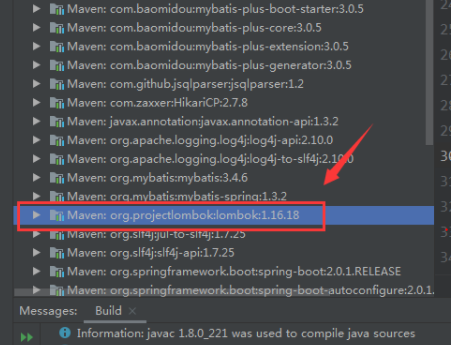 Maven: com.baomidou:mybatis-plus-boot-starter:3.0.5
Maven: com.baomidou:mybatis-plus-core:3.0.5
Maven: com.baomidou:mybatis-plus-extension:3.0.5
Maven: com.baomidou:mybatis-plus-generator:3.0.5
Maven: com.github.jsqlparser:jsqlparser:1.2
Maven: com.zaxxer:HikariCP:2.7.8
Maven: javax.annotation:javax.annotation-api:1.3.2
Maven: org.apache.logging.log4j:log4j-api:2.10.0
Maven: org.apache.logging.log4j:log4j-to-slf4j:2.10.0
Maven: org.mybatis:mybatis:3.4.6
Maven: org.mybatis:mybatis-spring:1.3.2
Maven: org.projectlombok:lombok:1.16.18
Maven: org.slf4j:jul-to-slf4j:1.7.25
Maven: org.slf4j:slf4j-api:1.7.25
Maven: org.springframework.boot:spring-boot:2.0.1.RELEASE
Maven: org.springframework.boot:spring-boot-autoconfigure:2.0.1.
Messages: Build
Information: javac 1.8.0_221 was used to compile java sources